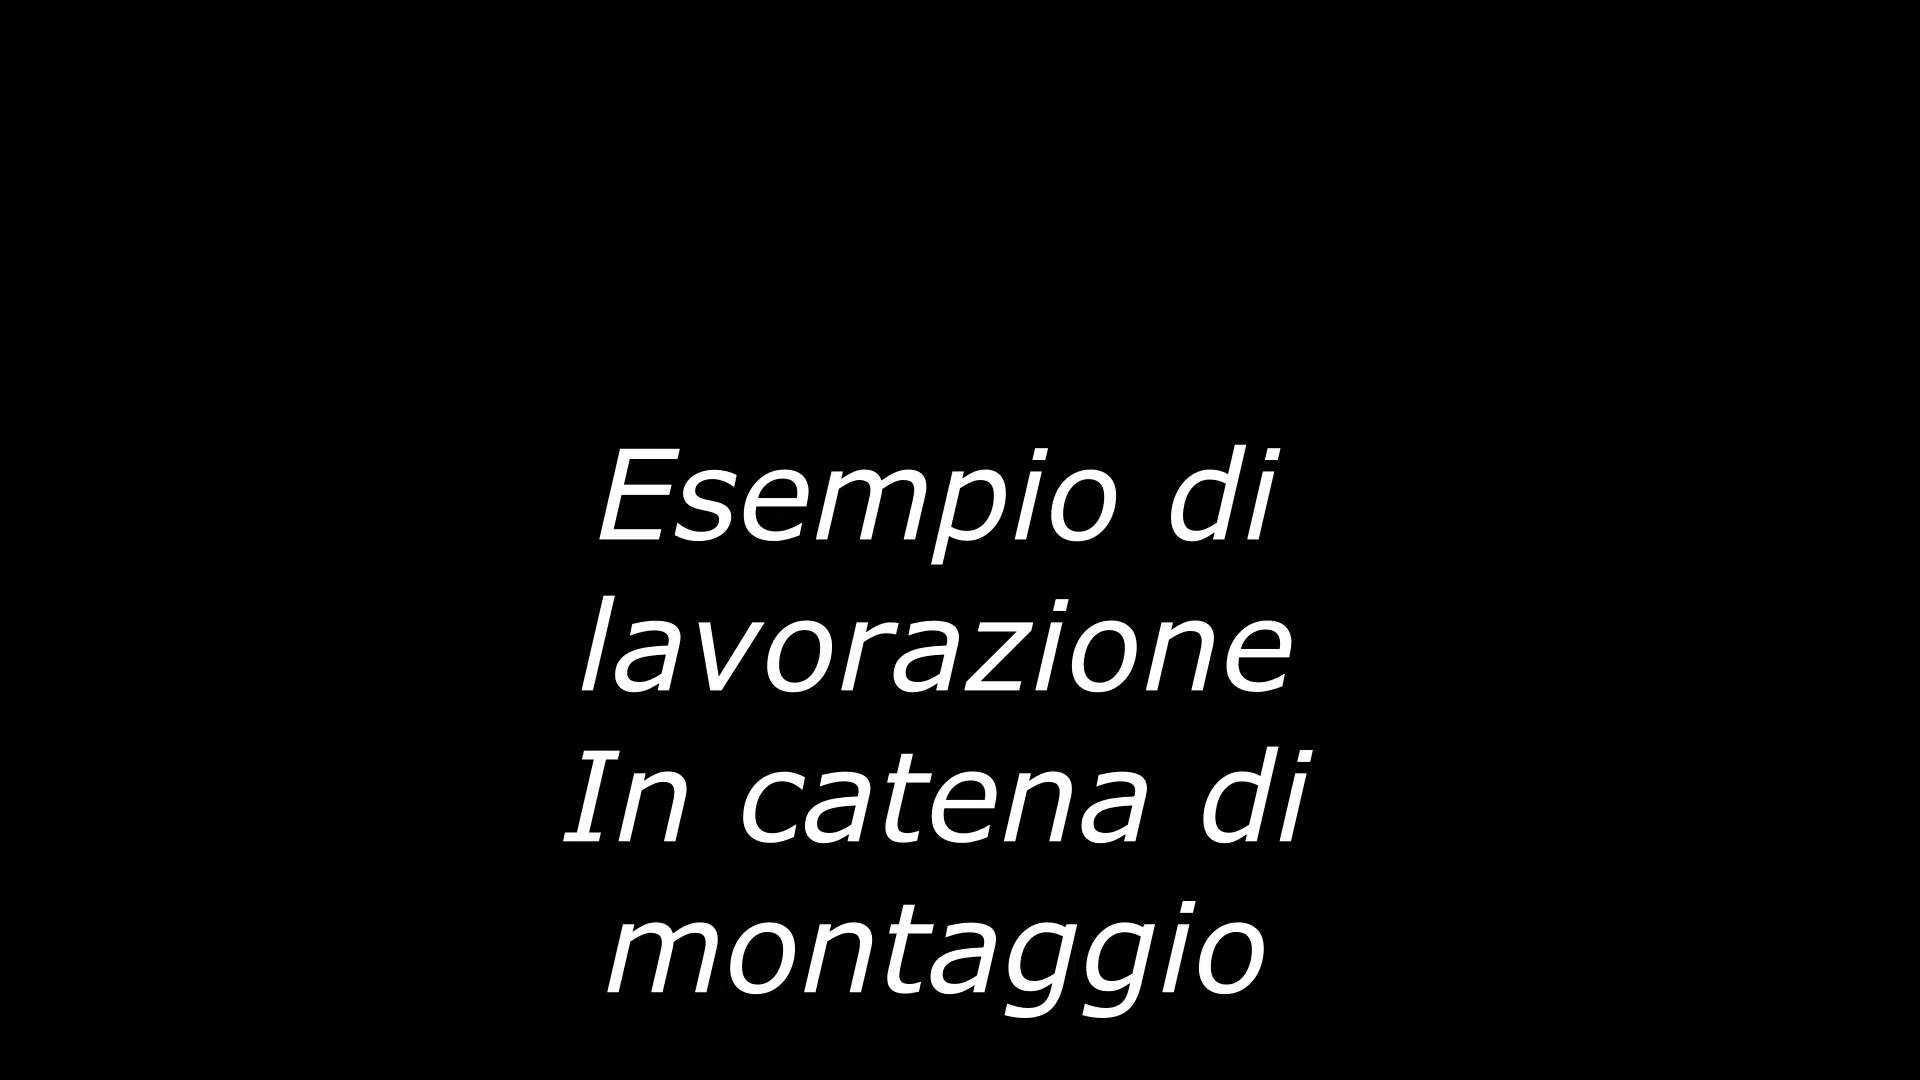 Esempio di
lavorazione
In catena di
montaggio